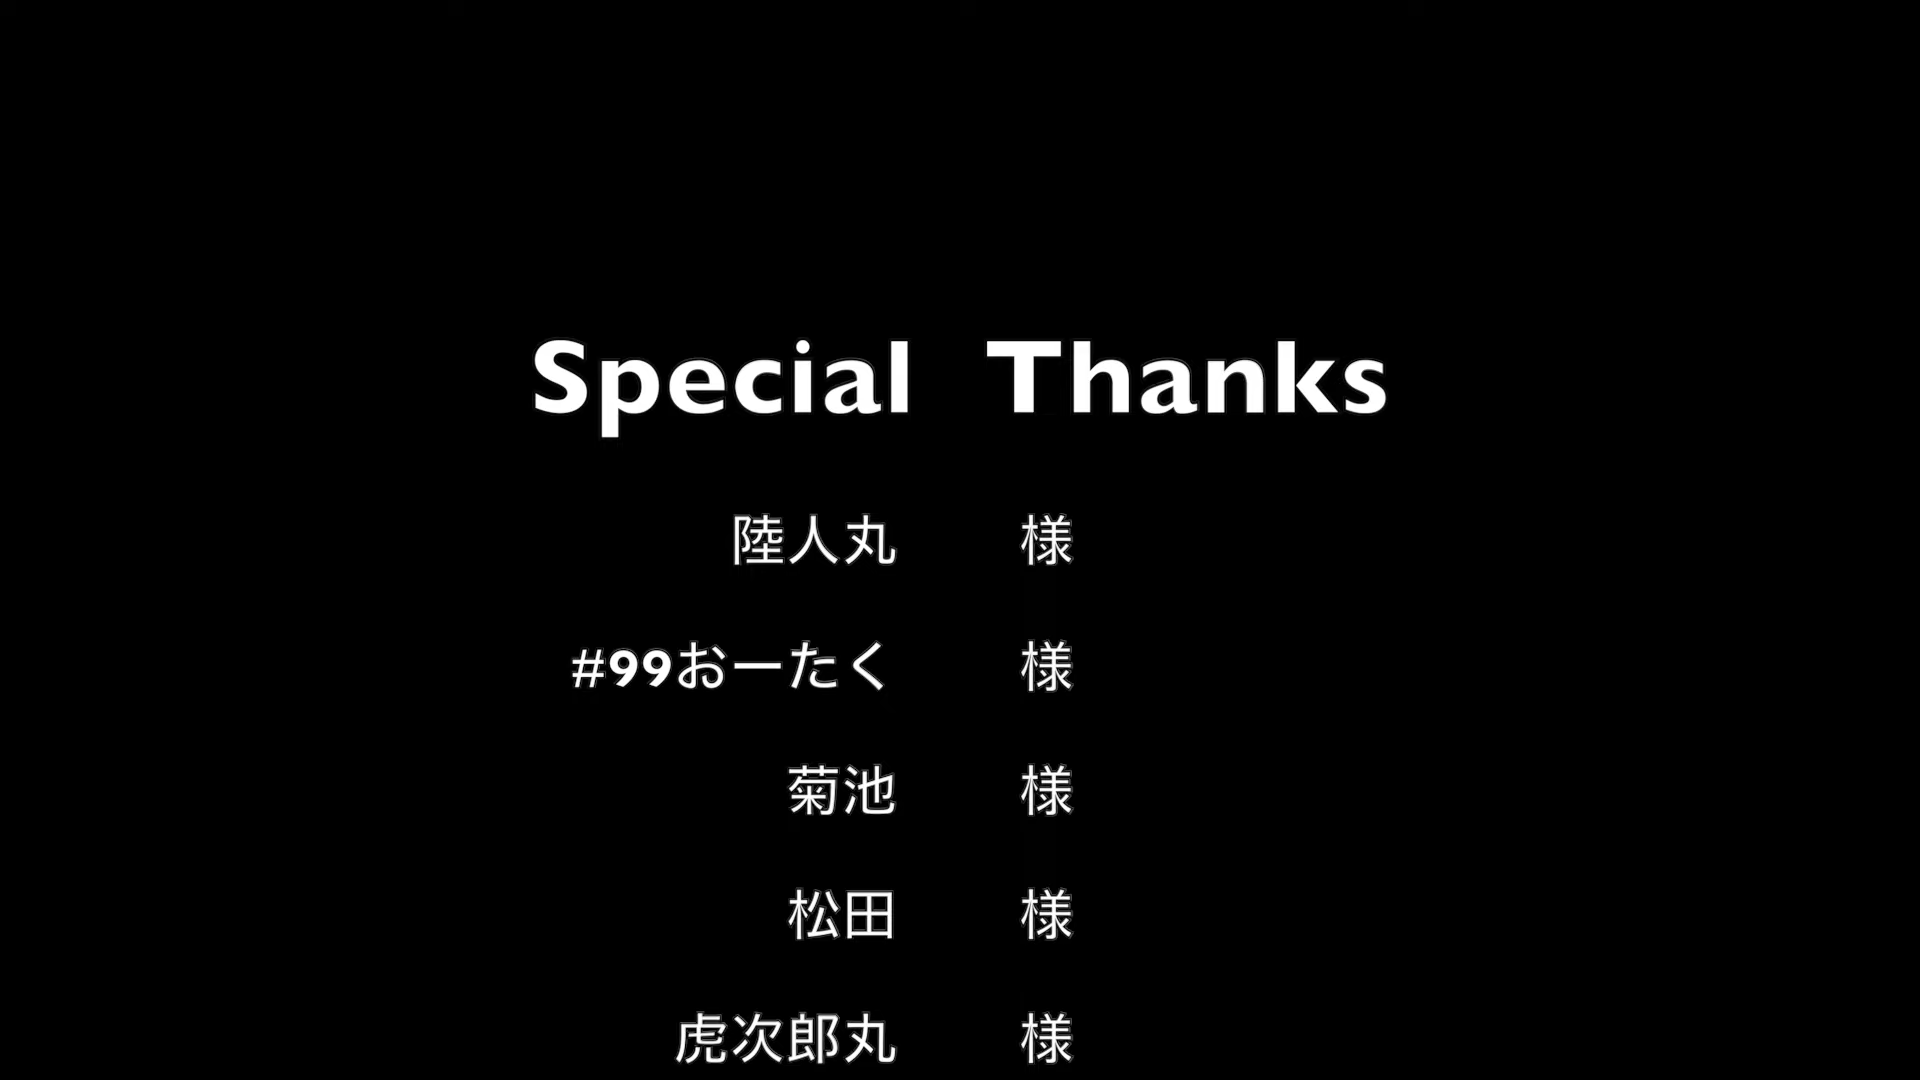 Special Thanks
陸人丸 様
#99おーたく 様
菊池 様
松田 様
虎次郎丸 様